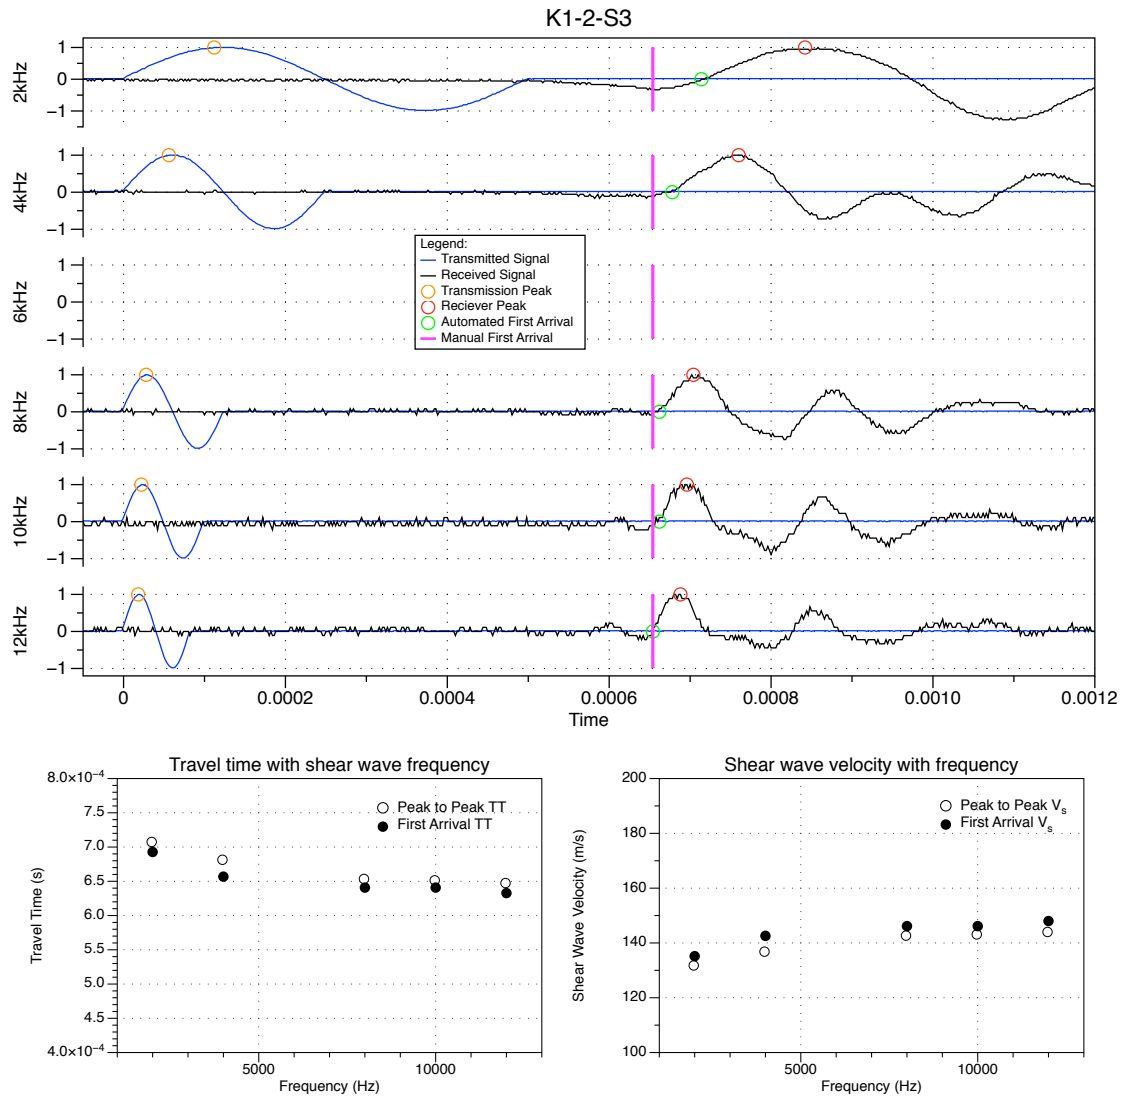 K1-2-S3
1
0
−1
2kHz
1
0
−1
4kHz
Legend:
Transmitted Signal
Received Signal
Transmission Peak
Reciever Peak
Automated First Arrival
Manual First Arrival
1
0
−1
6kHz
1
0
−1
8kHz
1
0
−1
10kHz
1
0
−1
12kHz
0 0.0002 0.0004 0.0006 0.0008 0.0010 0.0012
Time
Travel time with shear wave frequency
8.0×10⁻⁴
7.5
7.0
6.5
6.0
5.5
5.0
4.5
4.0×10⁻⁴
Travel Time (s)
Peak to Peak TT
First Arrival TT
5000 10000
Frequency (Hz)
Shear wave velocity with frequency
200
180
160
140
120
100
Shear Wave Velocity (m/s)
Peak to Peak Vₛ
First Arrival Vₛ
5000 10000
Frequency (Hz)